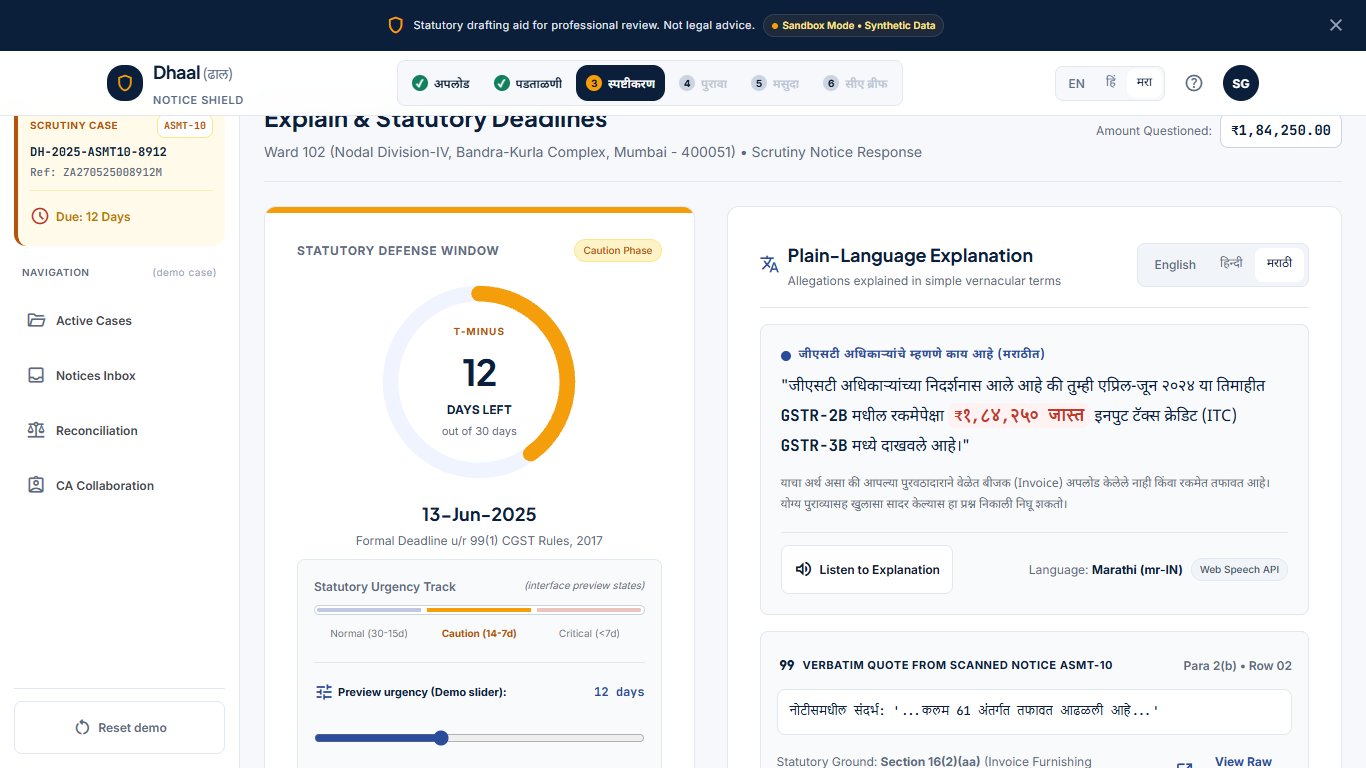 Statutory drafting aid for professional review. Not legal advice.
Sandbox Mode • Synthetic Data
Dhaal (ढाल)
NOTICE SHIELD
अपलोड
पडताळणी
3 स्पष्टीकरण
4 पुरावा
5 मसुदा
6 सीए ब्रीफ
EN
हिं
मरा
SG
SCRUTINY CASE
ASMT-10
DH-2025-ASMT10-8912
Ref: ZA270525008912M
Due: 12 Days
NAVIGATION
(demo case)
Active Cases
Notices Inbox
Reconciliation
CA Collaboration
Reset demo
Explain & Statutory Deadlines
Ward 102 (Nodal Division-IV, Bandra-Kurla Complex, Mumbai - 400051) • Scrutiny Notice Response
Amount Questioned:
₹1,84,250.00
STATUTORY DEFENSE WINDOW
Caution Phase
T-MINUS
12
DAYS LEFT
out of 30 days
13-Jun-2025
Formal Deadline u/r 99(1) CGST Rules, 2017
Statutory Urgency Track
(interface preview states)
Normal (30-15d)
Caution (14-7d)
Critical (<7d)
Preview urgency (Demo slider):
12 days
Plain-Language Explanation
Allegations explained in simple vernacular terms
English
हिन्दी
मराठी
जीएसटी अधिकाऱ्यांचे म्हणणे काय आहे (मराठीत)
"जीएसटी अधिकाऱ्यांच्या निदर्शनास आले आहे की तुम्ही एप्रिल-जून २०२४ या तिमाहीत
GSTR-2B मधील रकमेपेक्षा ₹१,८४,२५० जास्त इनपुट टॅक्स क्रेडिट (ITC)
GSTR-3B मध्ये दाखवले आहे।"
याचा अर्थ असा की आपल्या पुरवठादाराने वेळेत बीजक (Invoice) अपलोड केलेले नाही किंवा रकमेत तफावत आहे।
योग्य पुराव्यासह खुलासा सादर केल्यास हा प्रश्न निकाली निघू शकतो।
Listen to Explanation
Language: Marathi (mr-IN)
Web Speech API
VERBATIM QUOTE FROM SCANNED NOTICE ASMT-10
Para 2(b) • Row 02
नोटीसमधील संदर्भ: '...कलम 61 अंतर्गत तफावत आढळली आहे...'
Statutory Ground: Section 16(2)(aa) (Invoice Furnishing
View Raw